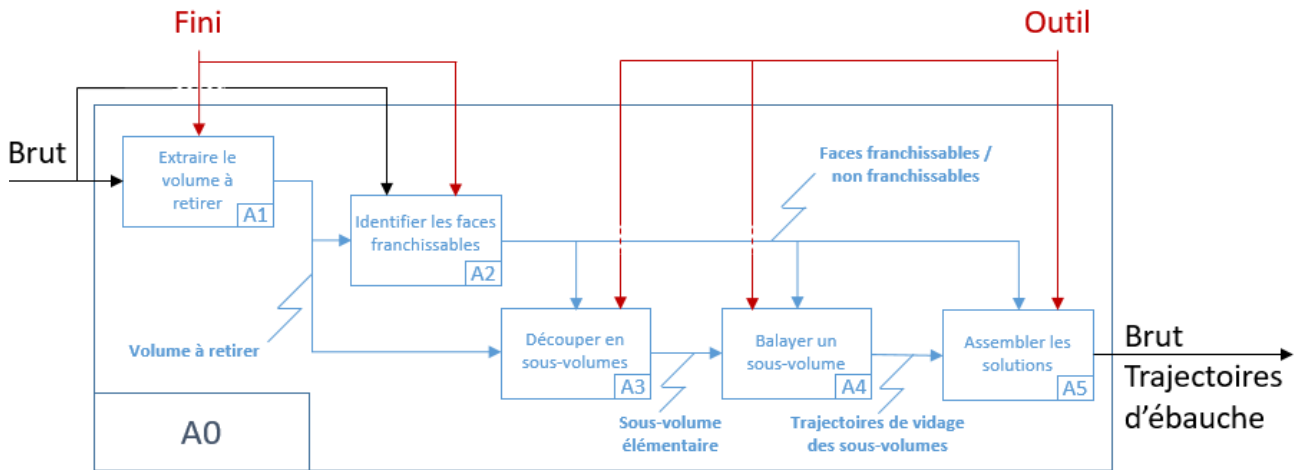 Fini
Outil
Brut
Extraire le
volume à
retirer
A1
Identifier les faces
franchissables
A2
Faces franchissables /
non franchissables
Volume à retirer
Découper en
sous-volumes
A3
Balayer un
sous-volume
A4
Assembler les
solutions
A5
Brut
Trajectoires
d'ébauche
Sous-volume
élémentaire
Trajectoires de vidage
des sous-volumes
A0